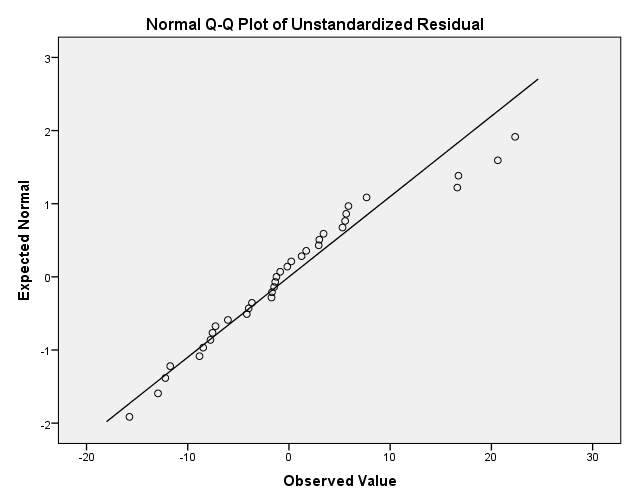 Normal Q-Q Plot of Unstandardized Residual
Expected Normal
3
2
1
0
-1
-2
-20 -10 0 10 20 30
Observed Value